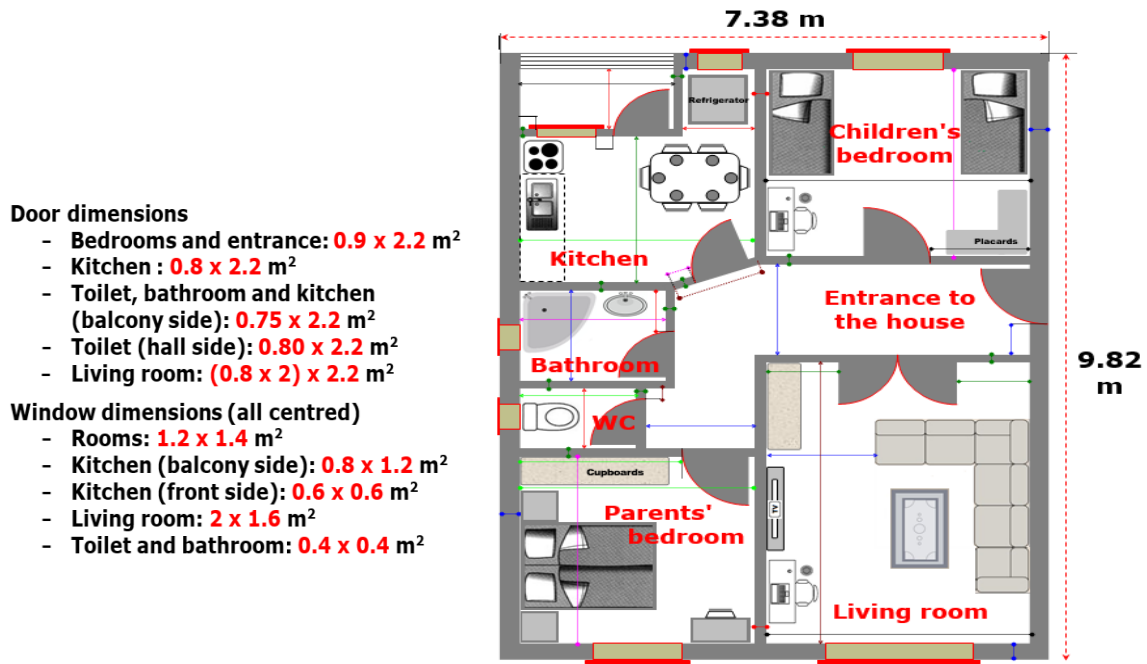 7.38 m
Refrigerator
Children's
bedroom
Placards
Kitchen
Entrance to
the house
Bathroom
WC
9.82
m
Cupboards
Parents'
bedroom
TV
Living room
Door dimensions
- Bedrooms and entrance: 0.9 x 2.2 m²
- Kitchen : 0.8 x 2.2 m²
- Toilet, bathroom and kitchen
(balcony side): 0.75 x 2.2 m²
- Toilet (hall side): 0.80 x 2.2 m²
- Living room: (0.8 x 2) x 2.2 m²
Window dimensions (all centred)
- Rooms: 1.2 x 1.4 m²
- Kitchen (balcony side): 0.8 x 1.2 m²
- Kitchen (front side): 0.6 x 0.6 m²
- Living room: 2 x 1.6 m²
- Toilet and bathroom: 0.4 x 0.4 m²